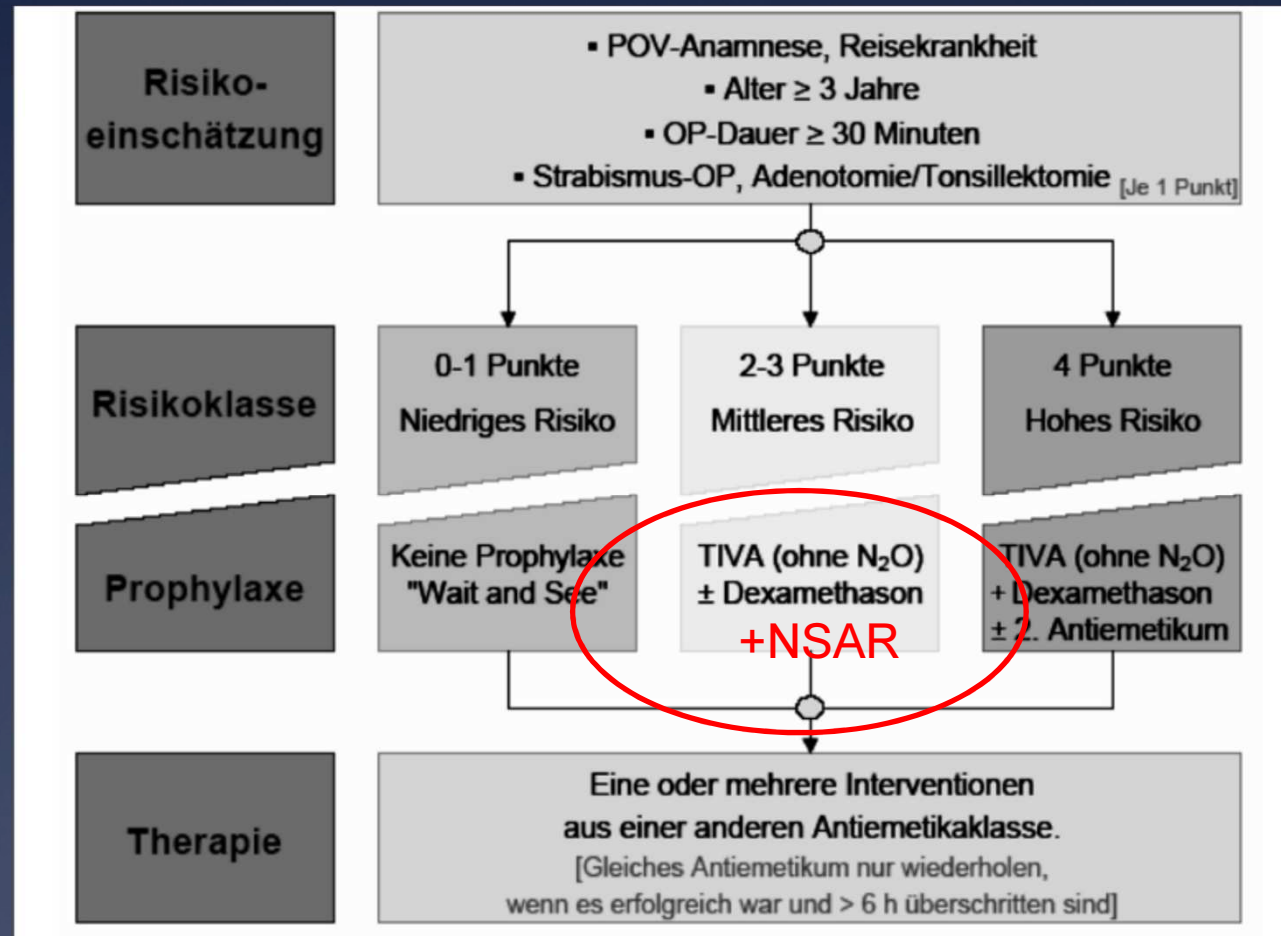 Risiko-
einschätzung
▪ POV-Anamnese, Reisekrankheit
▪ Alter ≥ 3 Jahre
▪ OP-Dauer ≥ 30 Minuten
▪ Strabismus-OP, Adenotomie/Tonsillektomie [Je 1 Punkt]
Risikoklasse
0-1 Punkte
Niedriges Risiko
2-3 Punkte
Mittleres Risiko
4 Punkte
Hohes Risiko
Prophylaxe
Keine Prophylaxe
"Wait and See"
TIVA (ohne N₂O)
± Dexamethason
+NSAR
TIVA (ohne N₂O)
+ Dexamethason
± 2. Antiemetikum
Therapie
Eine oder mehrere Interventionen
aus einer anderen Antiemetikaklasse.
[Gleiches Antiemetikum nur wiederholen,
wenn es erfolgreich war und > 6 h überschritten sind]